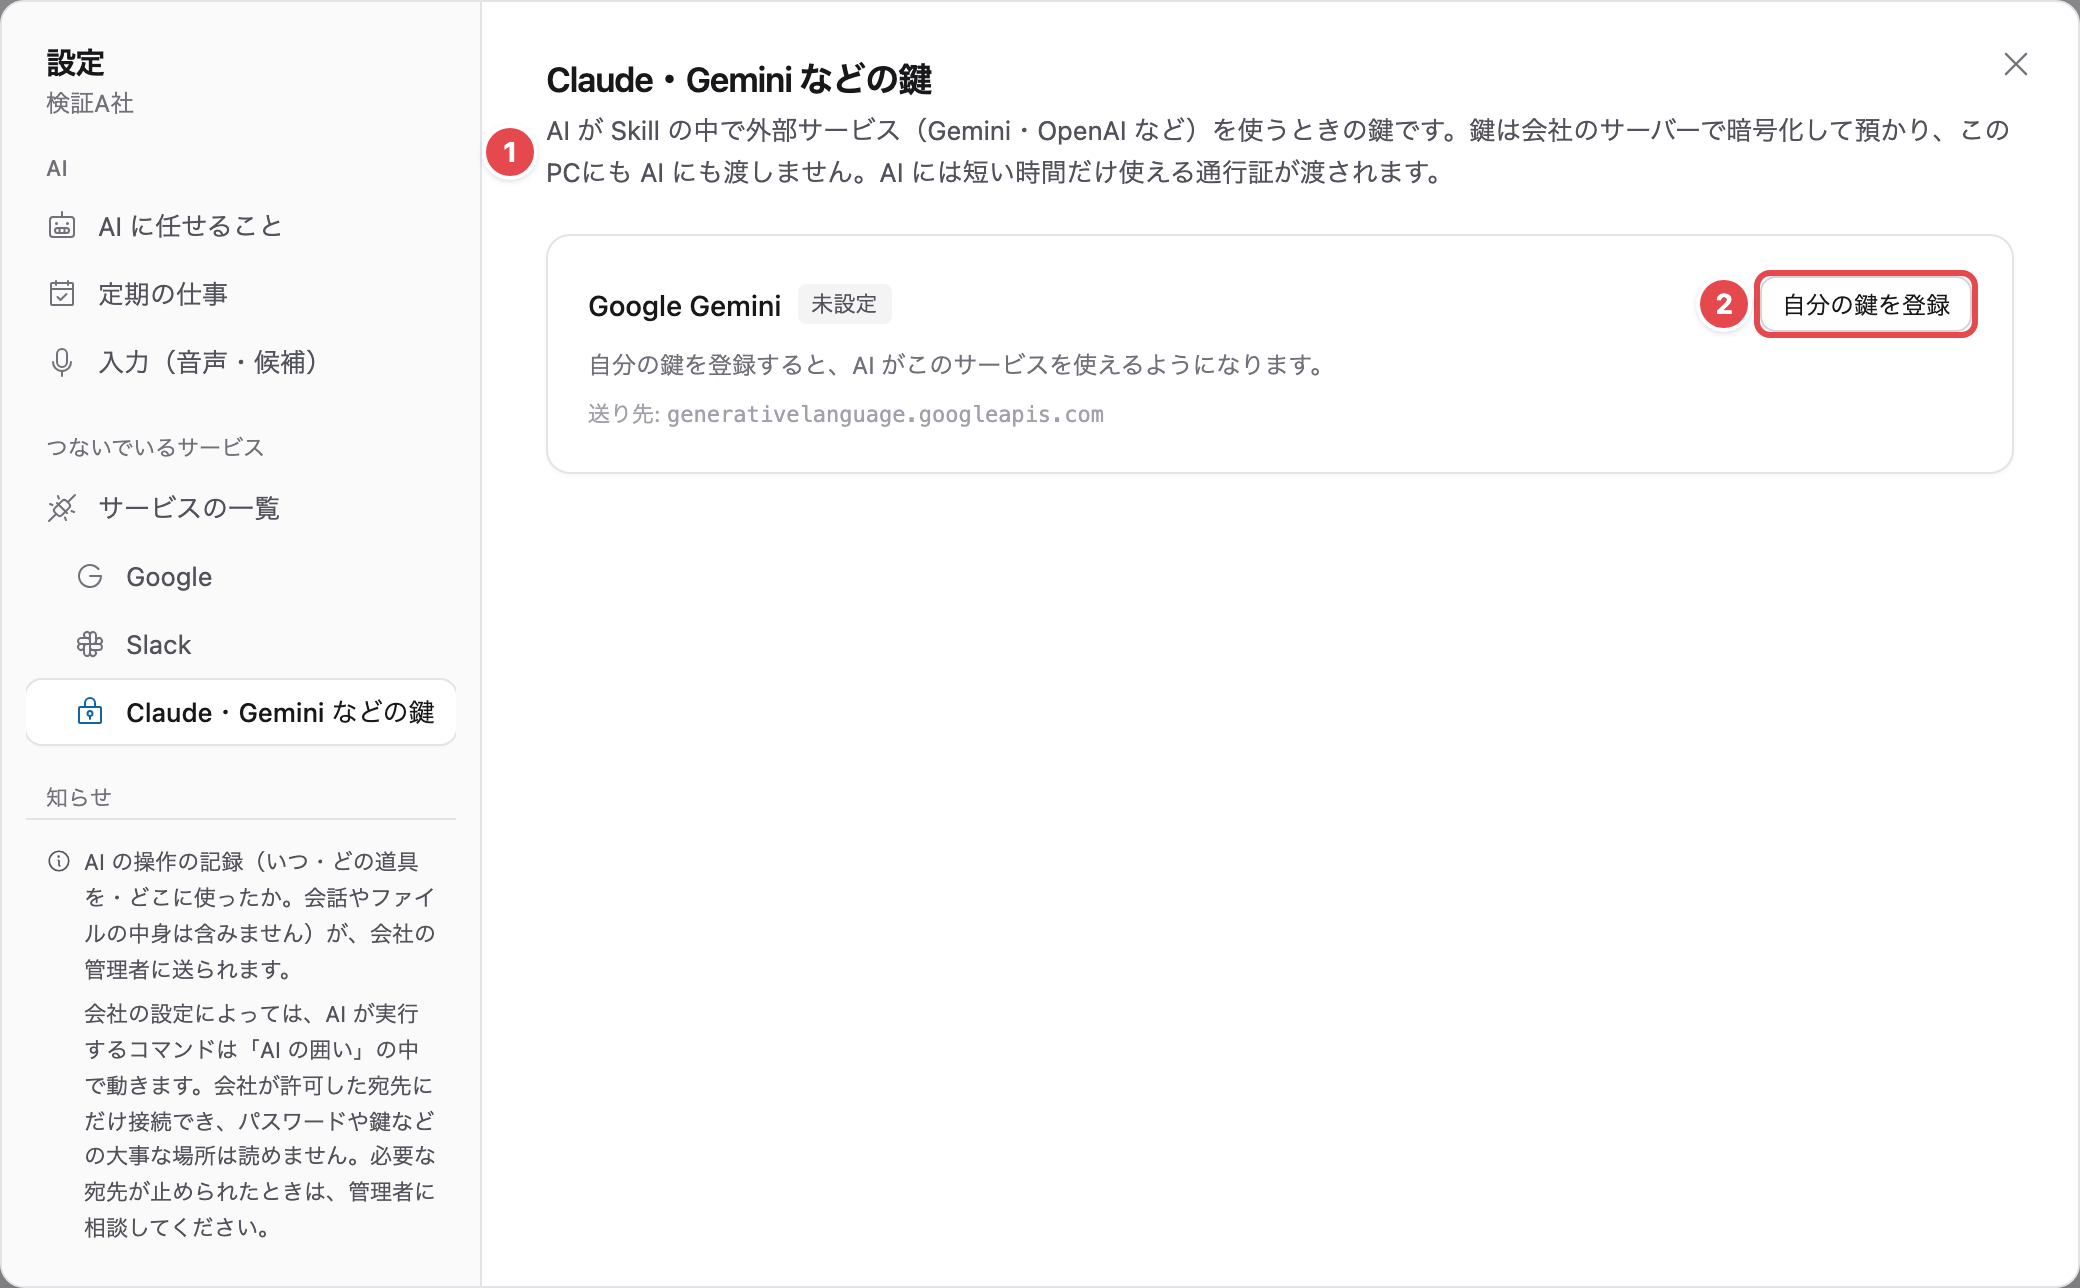 設定
検証A社
AI
AI に任せること
定期の仕事
入力（音声・候補）
つないでいるサービス
サービスの一覧
Google
Slack
Claude・Gemini などの鍵
知らせ
AI の操作の記録（いつ・どの道具
を・どこに使ったか。会話やファイ
ルの中身は含みません）が、会社の
管理者に送られます。
会社の設定によっては、AI が実行
するコマンドは「AI の囲い」の中
で動きます。会社が許可した宛先に
だけ接続でき、パスワードや鍵など
の大事な場所は読めません。必要な
宛先が止められたときは、管理者に
相談してください。
Claude・Gemini などの鍵
1
AI が Skill の中で外部サービス（Gemini・OpenAI など）を使うときの鍵です。鍵は会社のサーバーで暗号化して預かり、この
PCにも AI にも渡しません。AI には短い時間だけ使える通行証が渡されます。
Google Gemini 未設定
2 自分の鍵を登録
自分の鍵を登録すると、AI がこのサービスを使えるようになります。
送り先: generativelanguage.googleapis.com